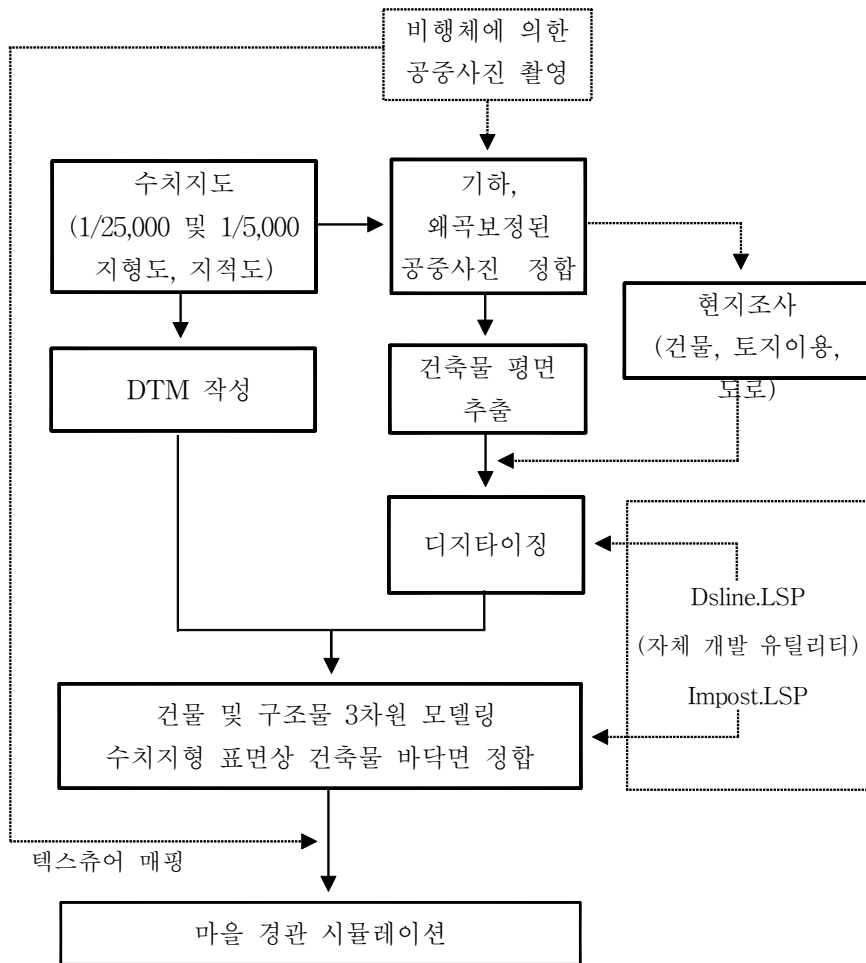 비행체에 의한
공중사진 촬영
수치지도
(1/25,000 및 1/5,000
지형도, 지적도)
기하,
왜곡보정된
공중사진 정합
현지조사
(건물, 토지이용,
도로)
DTM 작성
건축물 평면
추출
디지타이징
Dsline.LSP
(자체 개발 유틸리티)
Impost.LSP
건물 및 구조물 3차원 모델링
수치지형 표면상 건축물 바닥면 정합
텍스츄어 매핑
마을 경관 시뮬레이션